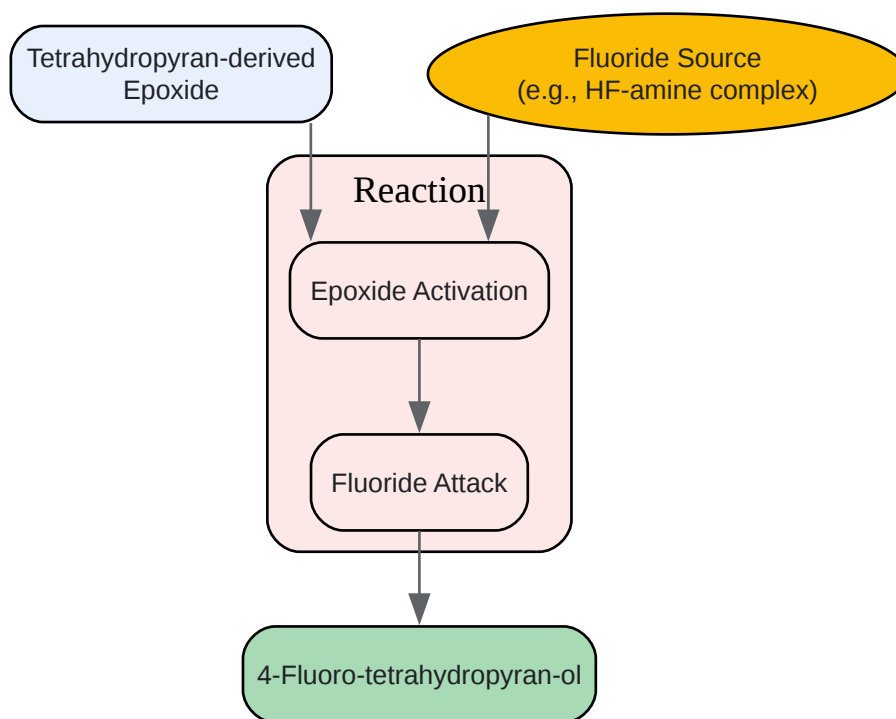 Tetrahydropyran-derived
Epoxide
Fluoride Source
(e.g., HF-amine complex)
Reaction
Epoxide Activation
Fluoride Attack
4-Fluoro-tetrahydropyran-ol